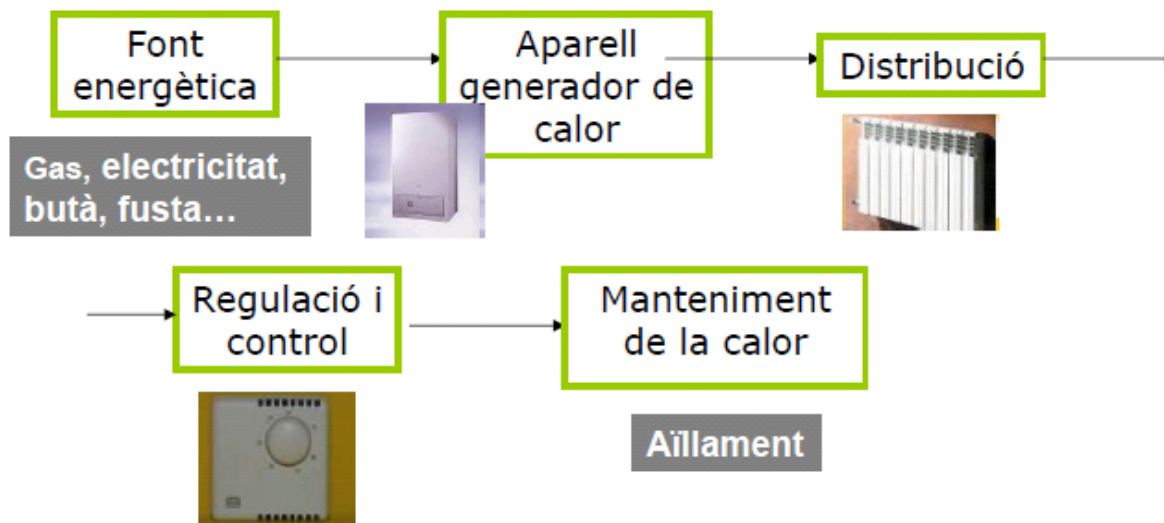 Font
energètica
Aparell
generador de
calor
Distribució
Gas, electricitat,
butà, fusta…
Regulació i
control
Manteniment
de la calor
Aïllament